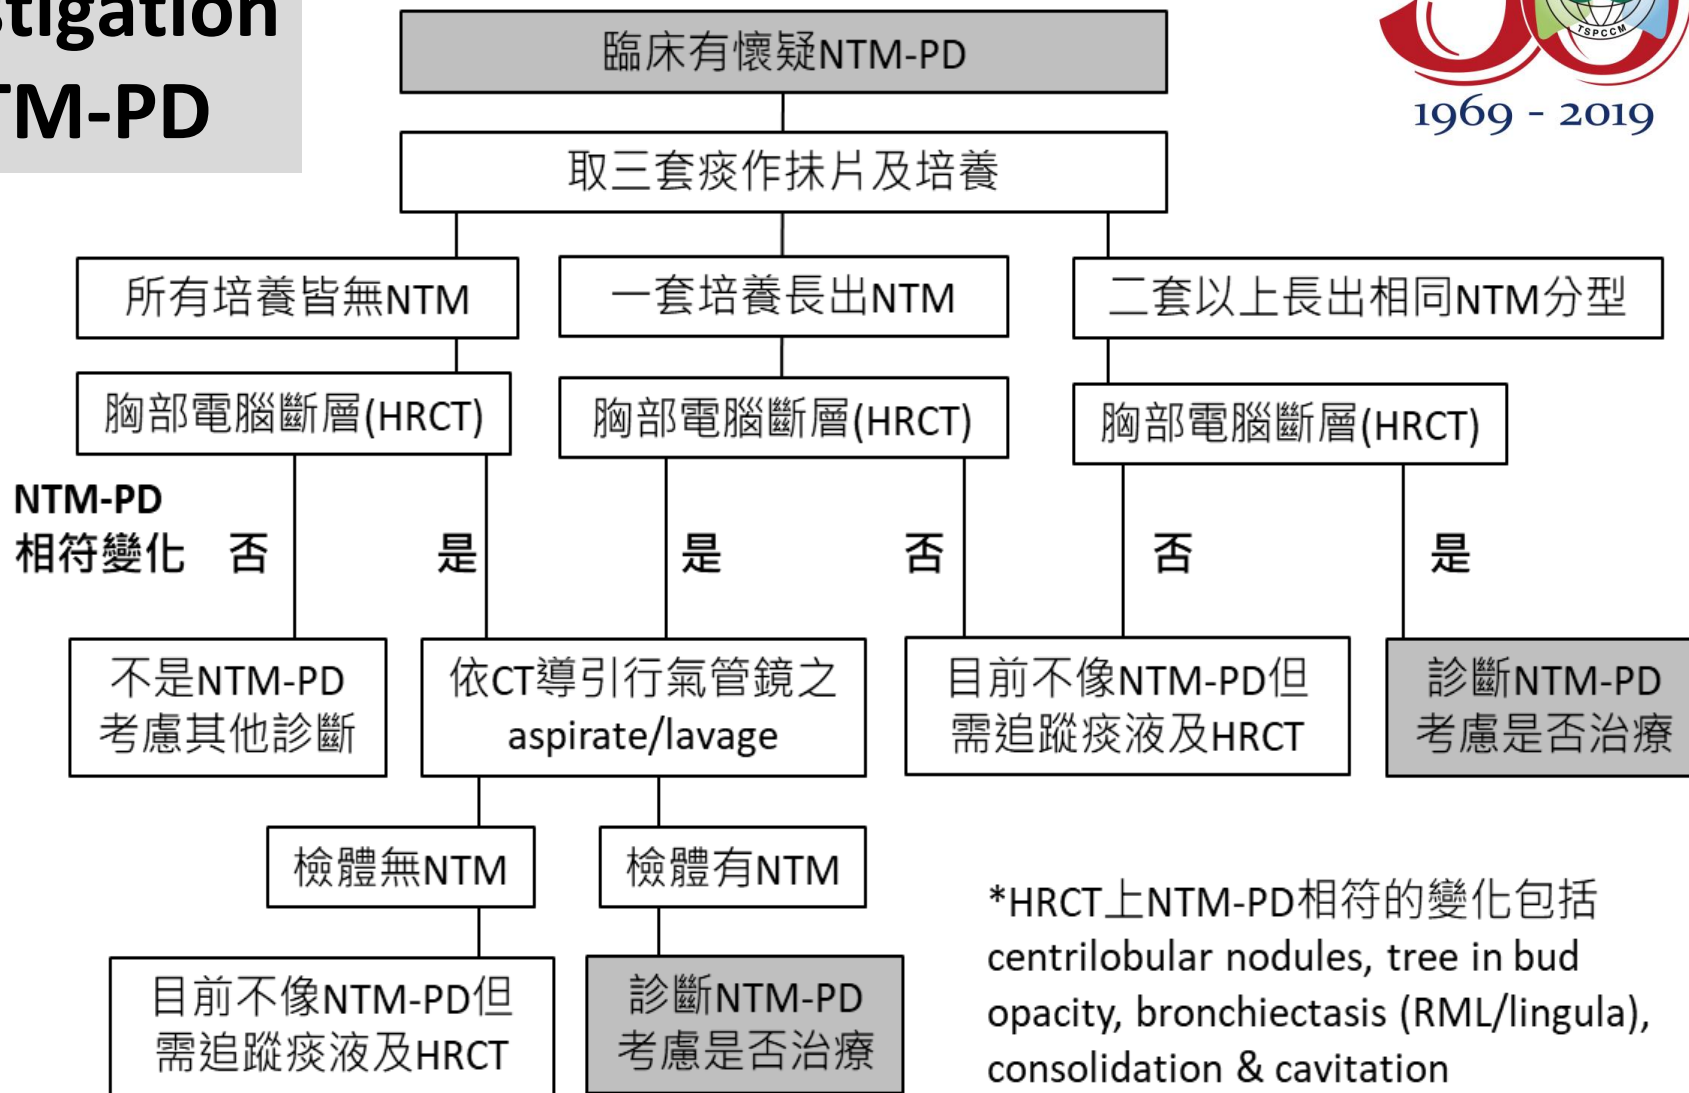 stigation
TM-PD
TSPCCM
1969 - 2019
臨床有懷疑NTM-PD
取三套痰作抹片及培養
所有培養皆無NTM
一套培養長出NTM
二套以上長出相同NTM分型
胸部電腦斷層(HRCT)
胸部電腦斷層(HRCT)
胸部電腦斷層(HRCT)
NTM-PD
相符變化
否
是
是
否
否
是
不是NTM-PD
考慮其他診斷
依CT導引行氣管鏡之
aspirate/lavage
目前不像NTM-PD但
需追蹤痰液及HRCT
診斷NTM-PD
考慮是否治療
檢體無NTM
檢體有NTM
目前不像NTM-PD但
需追蹤痰液及HRCT
診斷NTM-PD
考慮是否治療
*HRCT上NTM-PD相符的變化包括
centrilobular nodules, tree in bud
opacity, bronchiectasis (RML/lingula),
consolidation & cavitation